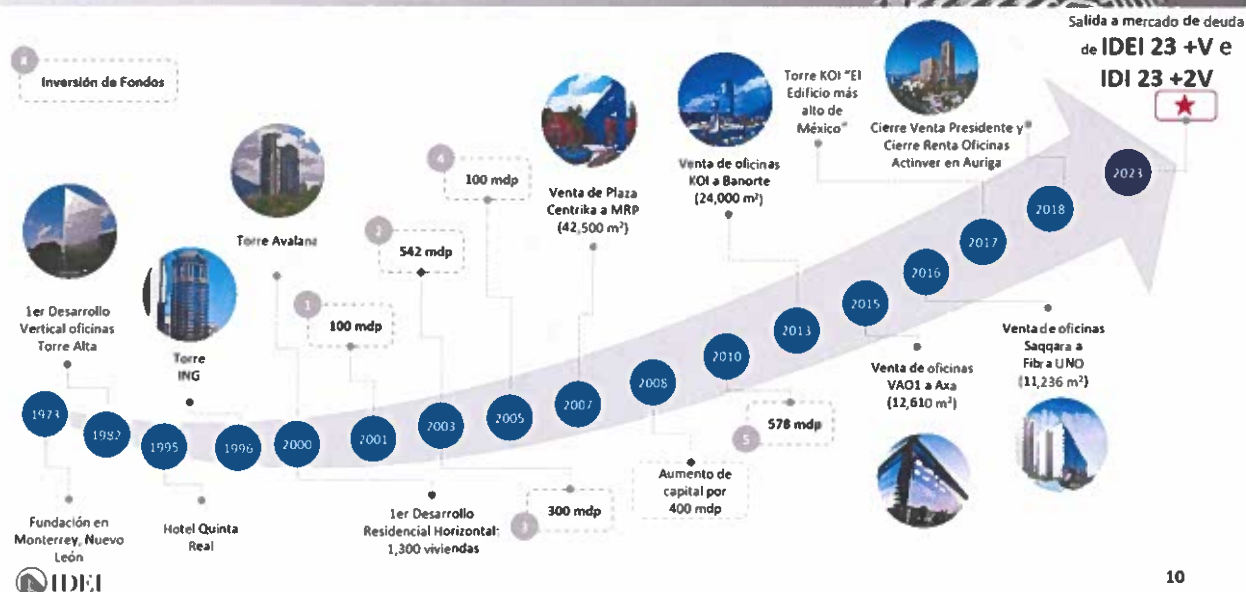 Salida a mercado de deuda
de IDEI 23 +V e
IDI 23 +2V
#
Inversión de Fondos
1er Desarrollo
Vertical oficinas
Torre Alta
Torre
ING
Torre Avalana
1
100 mdp
2
542 mdp
4
100 mdp
Venta de Plaza
Centrika a MRP
(42,500 m²)
Venta de oficinas
KOI a Banorte
(24,000 m²)
Torre KOI "El
Edificio más
alto de
México"
Cierre Venta Presidente y
Cierre Renta Oficinas
Actinver en Auriga
1973
1982
1995
1996
2000
2001
2003
2005
2007
2008
2010
2013
2015
2016
2017
2018
2023
Fundación en
Monterrey, Nuevo
León
Hotel Quinta
Real
1er Desarrollo
Residencial Horizontal:
1,300 viviendas
300 mdp
3
Aumento de
capital por
400 mdp
578 mdp
5
Venta de oficinas
VAO1 a Axa
(12,610 m²)
Venta de oficinas
Saqqara a
Fibra UNO
(11,236 m²)
IDEI
10